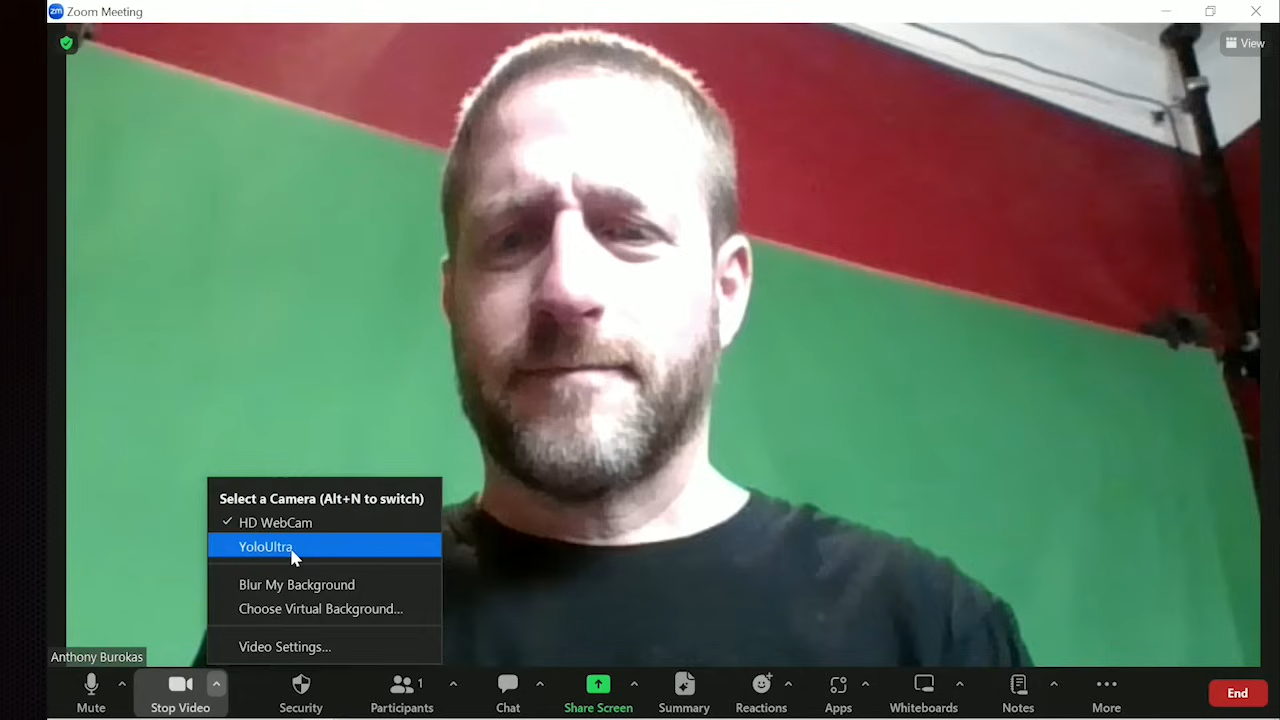 zm Zoom Meeting
View
Select a Camera (Alt+N to switch)
HD WebCam
YoloUltra
Blur My Background
Choose Virtual Background...
Video Settings...
Anthony Burokas
1
Mute
Stop Video
Security
Participants
Chat
Share Screen
Summary
Reactions
Apps
Whiteboards
Notes
More
End